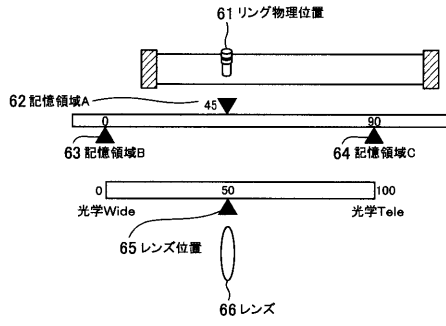 61 リング物理位置
62 記憶領域A
45
0
90
63 記憶領域B
64 記憶領域C
0
50
100
光学Wide
光学Tele
65 レンズ位置
66 レンズ